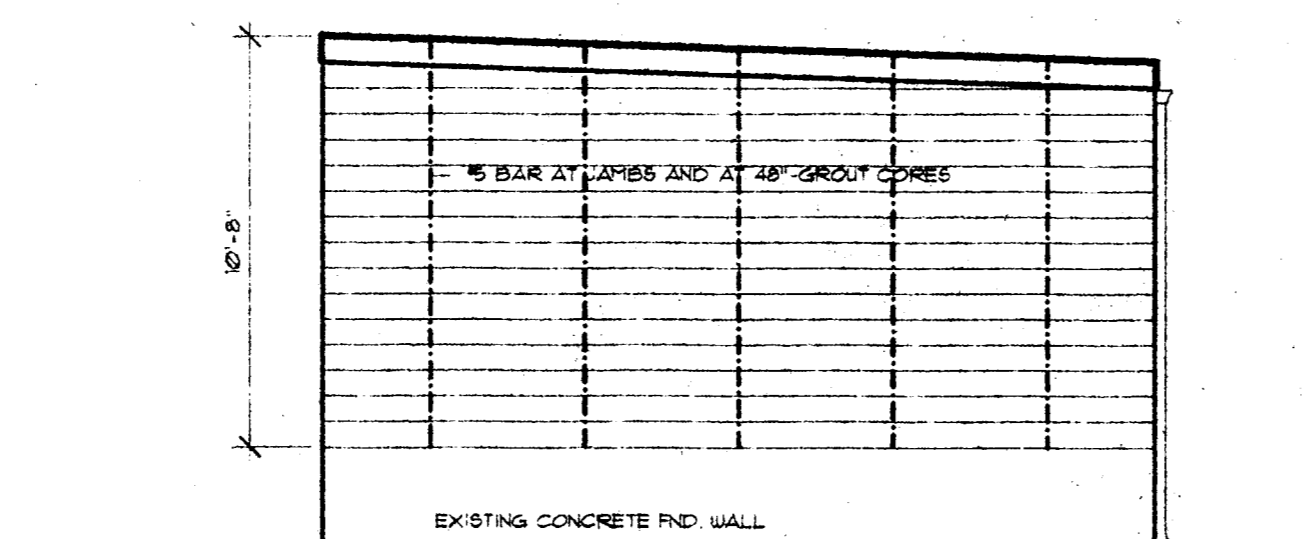 #5 BAR AT JAMBS AND AT 48"-GROUT CORES
10'-8"
EXISTING CONCRETE FND. WALL